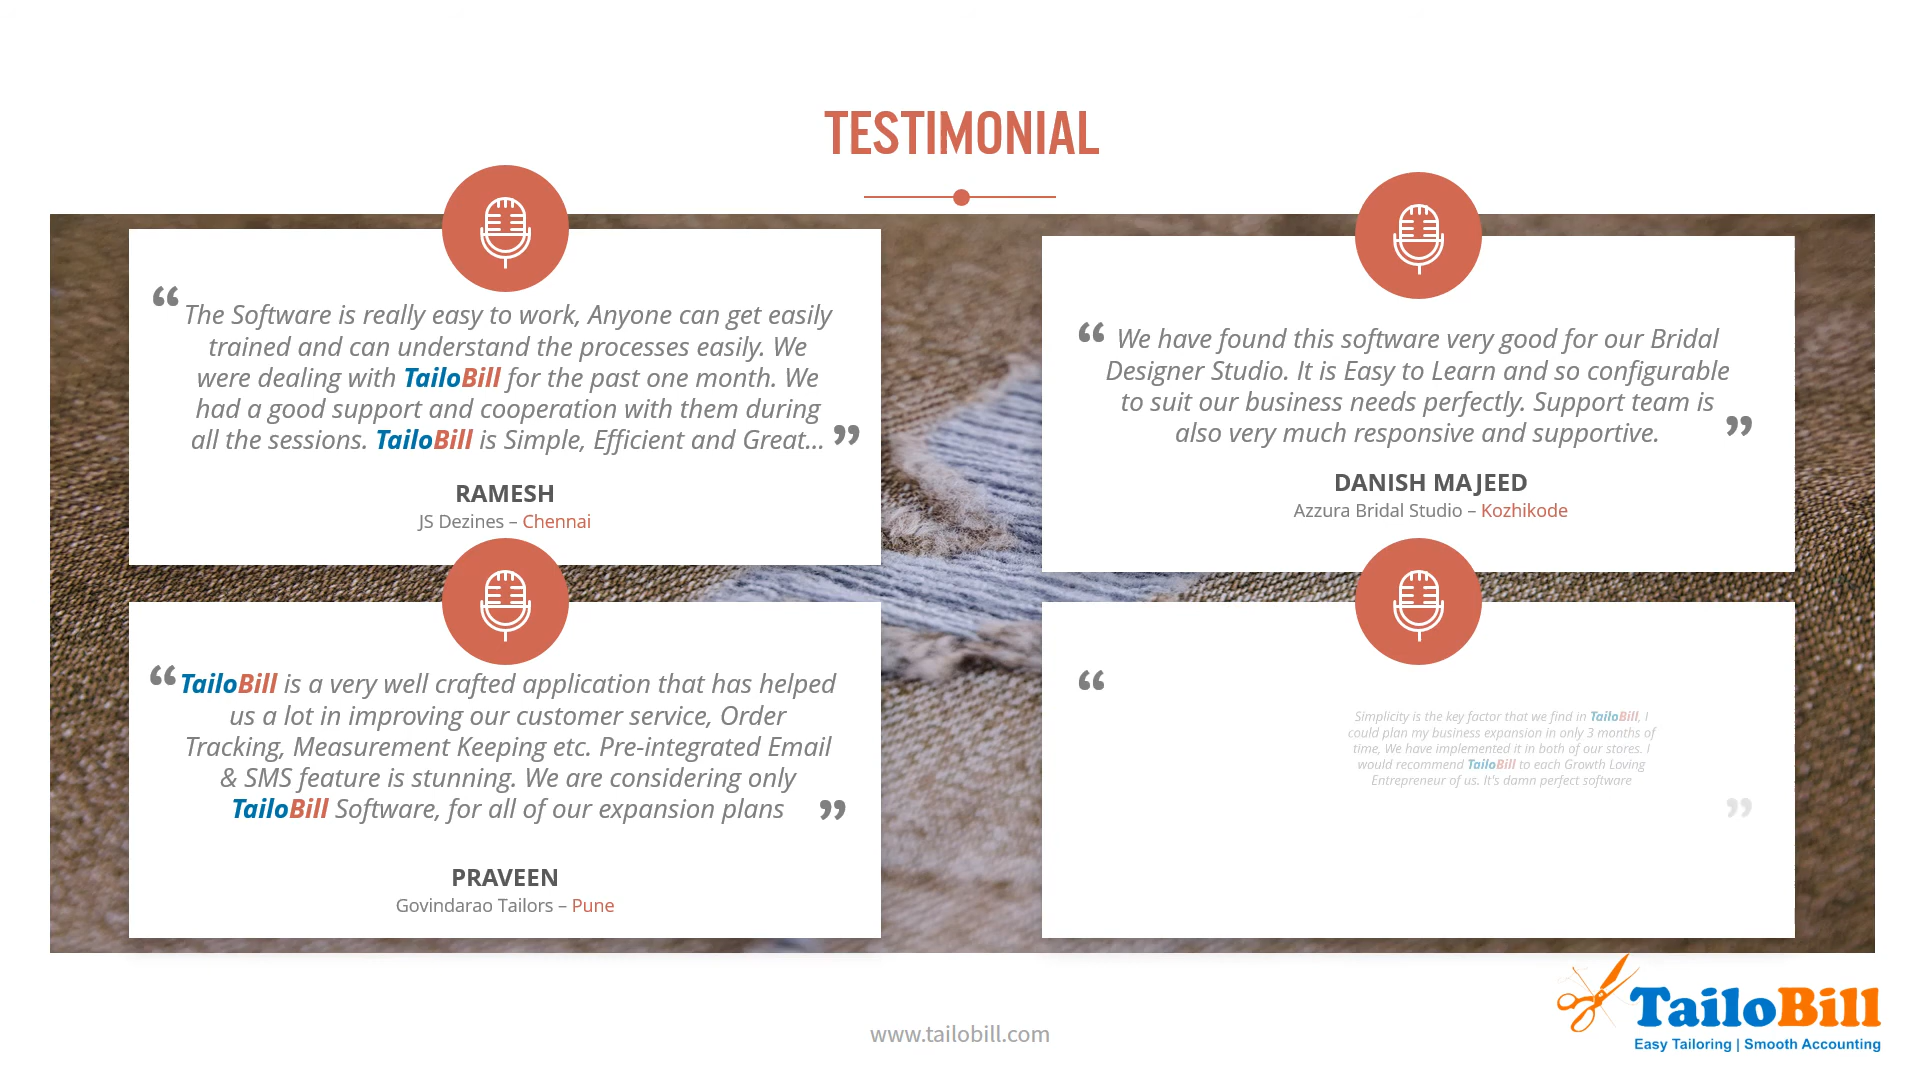 TESTIMONIAL
“ The Software is really easy to work, Anyone can get easily
trained and can understand the processes easily. We
were dealing with TailoBill for the past one month. We
had a good support and cooperation with them during
all the sessions. TailoBill is Simple, Efficient and Great... ”
RAMESH
JS Dezines – Chennai
“ We have found this software very good for our Bridal
Designer Studio. It is Easy to Learn and so configurable
to suit our business needs perfectly. Support team is
also very much responsive and supportive. ”
DANISH MAJEED
Azzura Bridal Studio – Kozhikode
“ TailoBill is a very well crafted application that has helped
us a lot in improving our customer service, Order
Tracking, Measurement Keeping etc. Pre-integrated Email
& SMS feature is stunning. We are considering only
TailoBill Software, for all of our expansion plans ”
PRAVEEN
Govindarao Tailors – Pune
“
Simplicity is the key factor that we find in TailoBill, I
could plan my business expansion in only 3 months of
time, We have implemented it in both of our stores. I
would recommend TailoBill to each Growth Loving
Entrepreneur of us. It's damn perfect software
”
www.tailobill.com
TailoBill
Easy Tailoring | Smooth Accounting